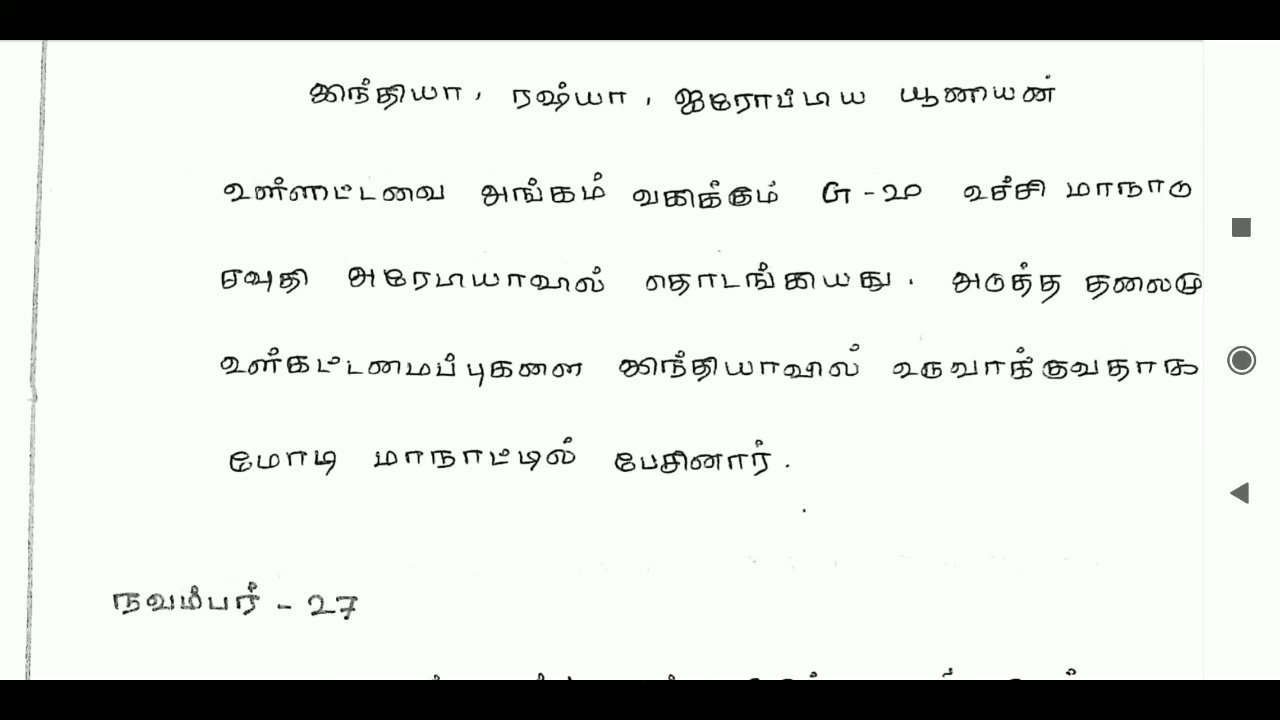 இந்தியா, ரஷ்யா, ஐரோப்பிய யூனியன்
உள்ளிட்டவை அங்கம் வகிக்கும் G-20 உச்சி மாநாடு
சவுதி அரேபியாவில் தொடங்கியது. அடுத்த தலைமு
உள்கட்டமைப்புகளை இந்தியாவில் உருவாக்குவதாக
மோடி மாநாட்டில் பேசினார்.
நவம்பர் - 27